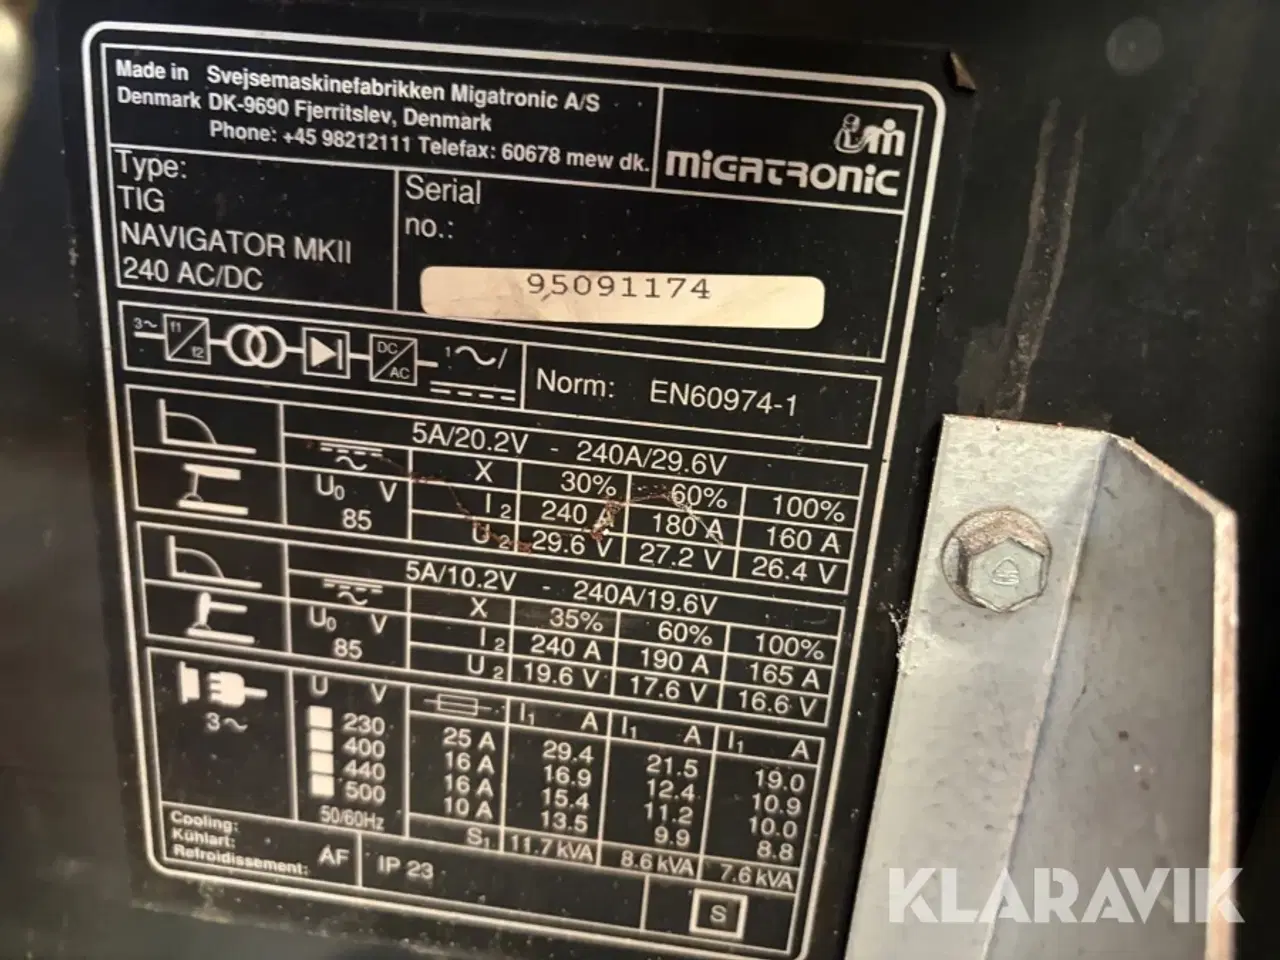 Made in Svejsemaskinefabrikken Migatronic A/S
Denmark DK-9690 Fjerritslev, Denmark
Phone: +45 98212111 Telefax: 60678 mew dk.
MIGATRONIC
Type:
TIG
NAVIGATOR MKII
240 AC/DC
Serial
no.:
95091174
3~ f1 f2 DC AC 1~/
Norm: EN60974-1
5A/20.2V - 240A/29.6V
X 30% 60% 100%
U0 V I2 240 A 180 A 160 A
85 U2 29.6 V 27.2 V 26.4 V
5A/10.2V - 240A/19.6V
X 35% 60% 100%
U0 V I2 240 A 190 A 165 A
85 U2 19.6 V 17.6 V 16.6 V
3~ U V I1 A I1 A I1 A
230 25 A 29.4 21.5 19.0
400 16 A 16.9 12.4 10.9
440 16 A 15.4 11.2 10.0
500 10 A 13.5 9.9 8.8
50/60Hz S1 11.7 kVA 8.6 kVA 7.6 kVA
Cooling:
Kühlart:
Refroidissement: AF IP 23
S
KLARAVIK